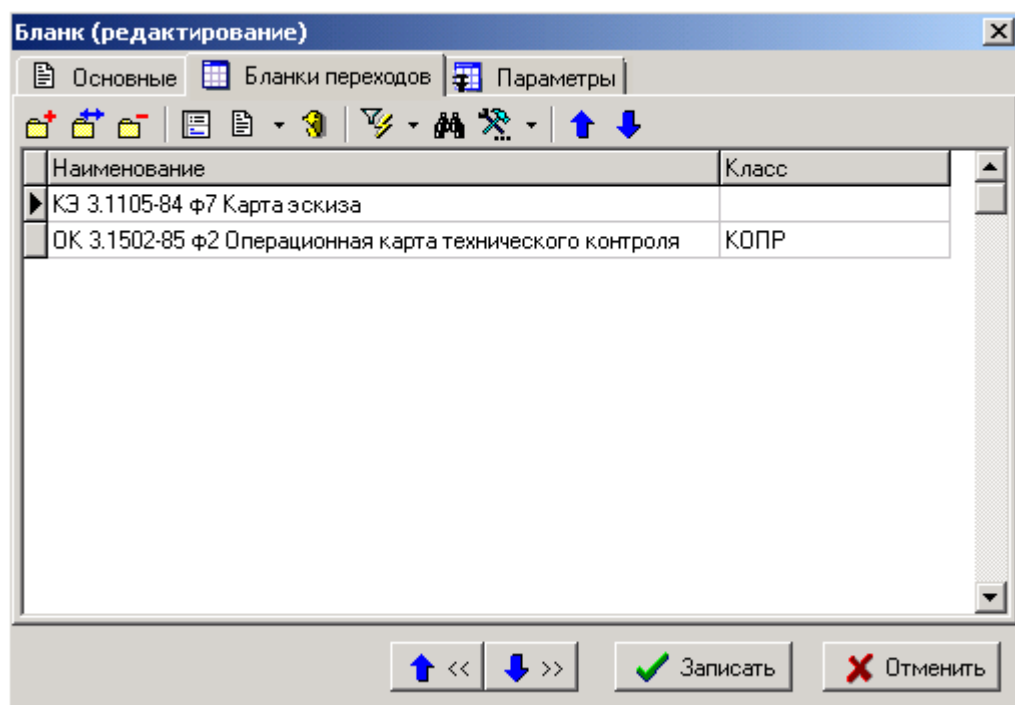 Бланк (редактирование)
Основные Бланки переходов Параметры
Наименование Класс
КЭ 3.1105-84 ф7 Карта эскиза
ОК 3.1502-85 ф2 Операционная карта технического контроля КОПР
<< >> Записать Отменить